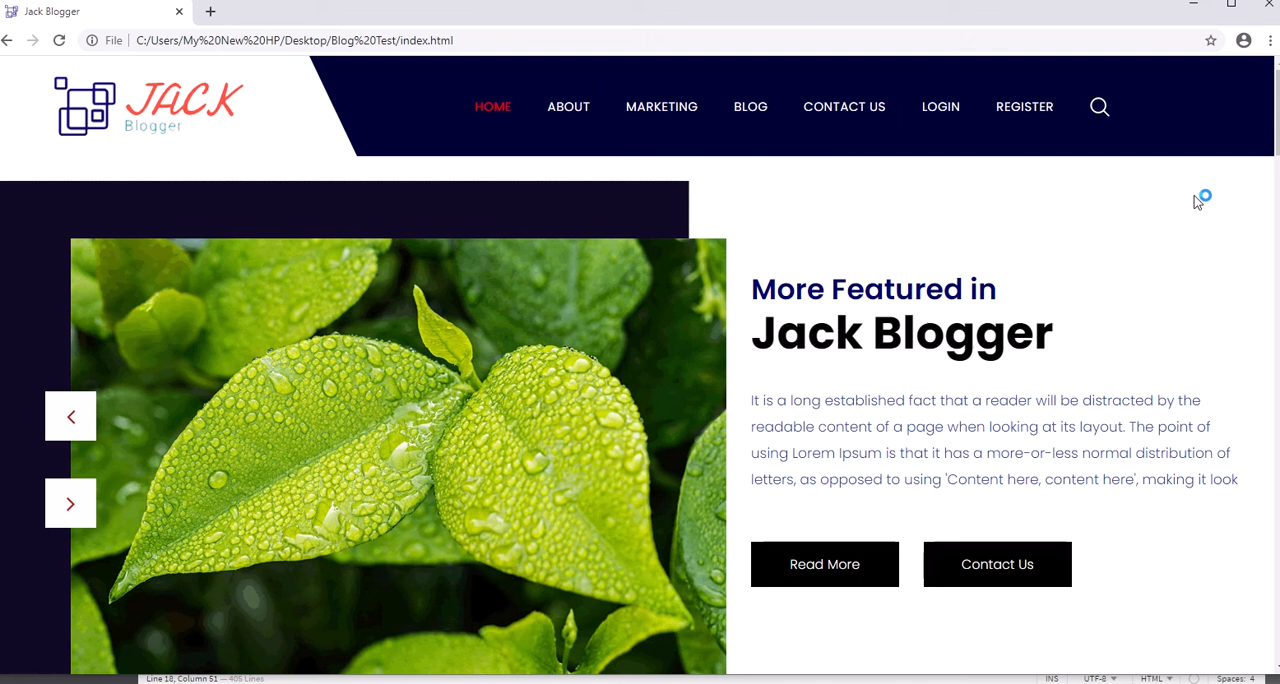 Jack Blogger
File C:/Users/My%20New%20HP/Desktop/Blog%20Test/index.html
JACK
Blogger
HOME ABOUT MARKETING BLOG CONTACT US LOGIN REGISTER
More Featured in
Jack Blogger
It is a long established fact that a reader will be distracted by the
readable content of a page when looking at its layout. The point of
using Lorem Ipsum is that it has a more-or-less normal distribution of
letters, as opposed to using 'Content here, content here', making it look
Read More Contact Us
Line 18, Column 51 — 405 Lines INS UTF-8 HTML Spaces: 4